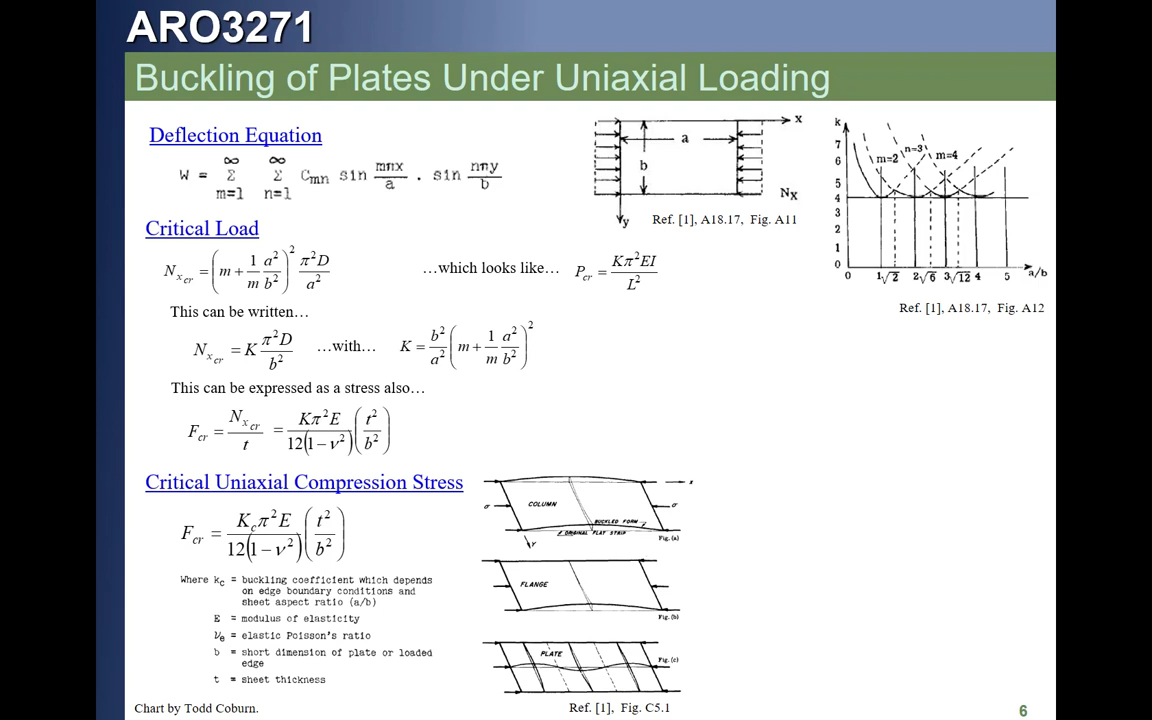 ARO3271
Buckling of Plates Under Uniaxial Loading
Deflection Equation
W = ∞ Σ m=1 ∞ Σ n=1 Cmn sin mπx/a . sin nπy/b
Critical Load
N_xcr = (m + 1/m a²/b²)² π²D/a² …which looks like… P_cr = Kπ²EI/L²
This can be written…
N_xcr = K π²D/b² …with… K = b²/a² (m + 1/m a²/b²)²
This can be expressed as a stress also…
F_cr = N_xcr/t = Kπ²E/12(1−ν²) (t²/b²)
Critical Uniaxial Compression Stress
F_cr = K_cπ²E/12(1−ν²) (t²/b²)
Where kc = buckling coefficient which depends
on edge boundary conditions and
sheet aspect ratio (a/b)
E = modulus of elasticity
νe = elastic Poisson's ratio
b = short dimension of plate or loaded
edge
t = sheet thickness
Chart by Todd Coburn.
x
a
b
Nx
y
Ref. [1], A18.17, Fig. A11
k
7
6
5
4
3
2
1
0
m=2
n=3
m=4
0 1 √2 2 √6 3 √12 4 5 a/b
Ref. [1], A18.17, Fig. A12
x
σ COLUMN σ
BUCKLED FORM
ORIGINAL FLAT STRIP
Y
Fig. (a)
FLANGE
Fig. (b)
PLATE
Fig. (c)
Ref. [1], Fig. C5.1
6